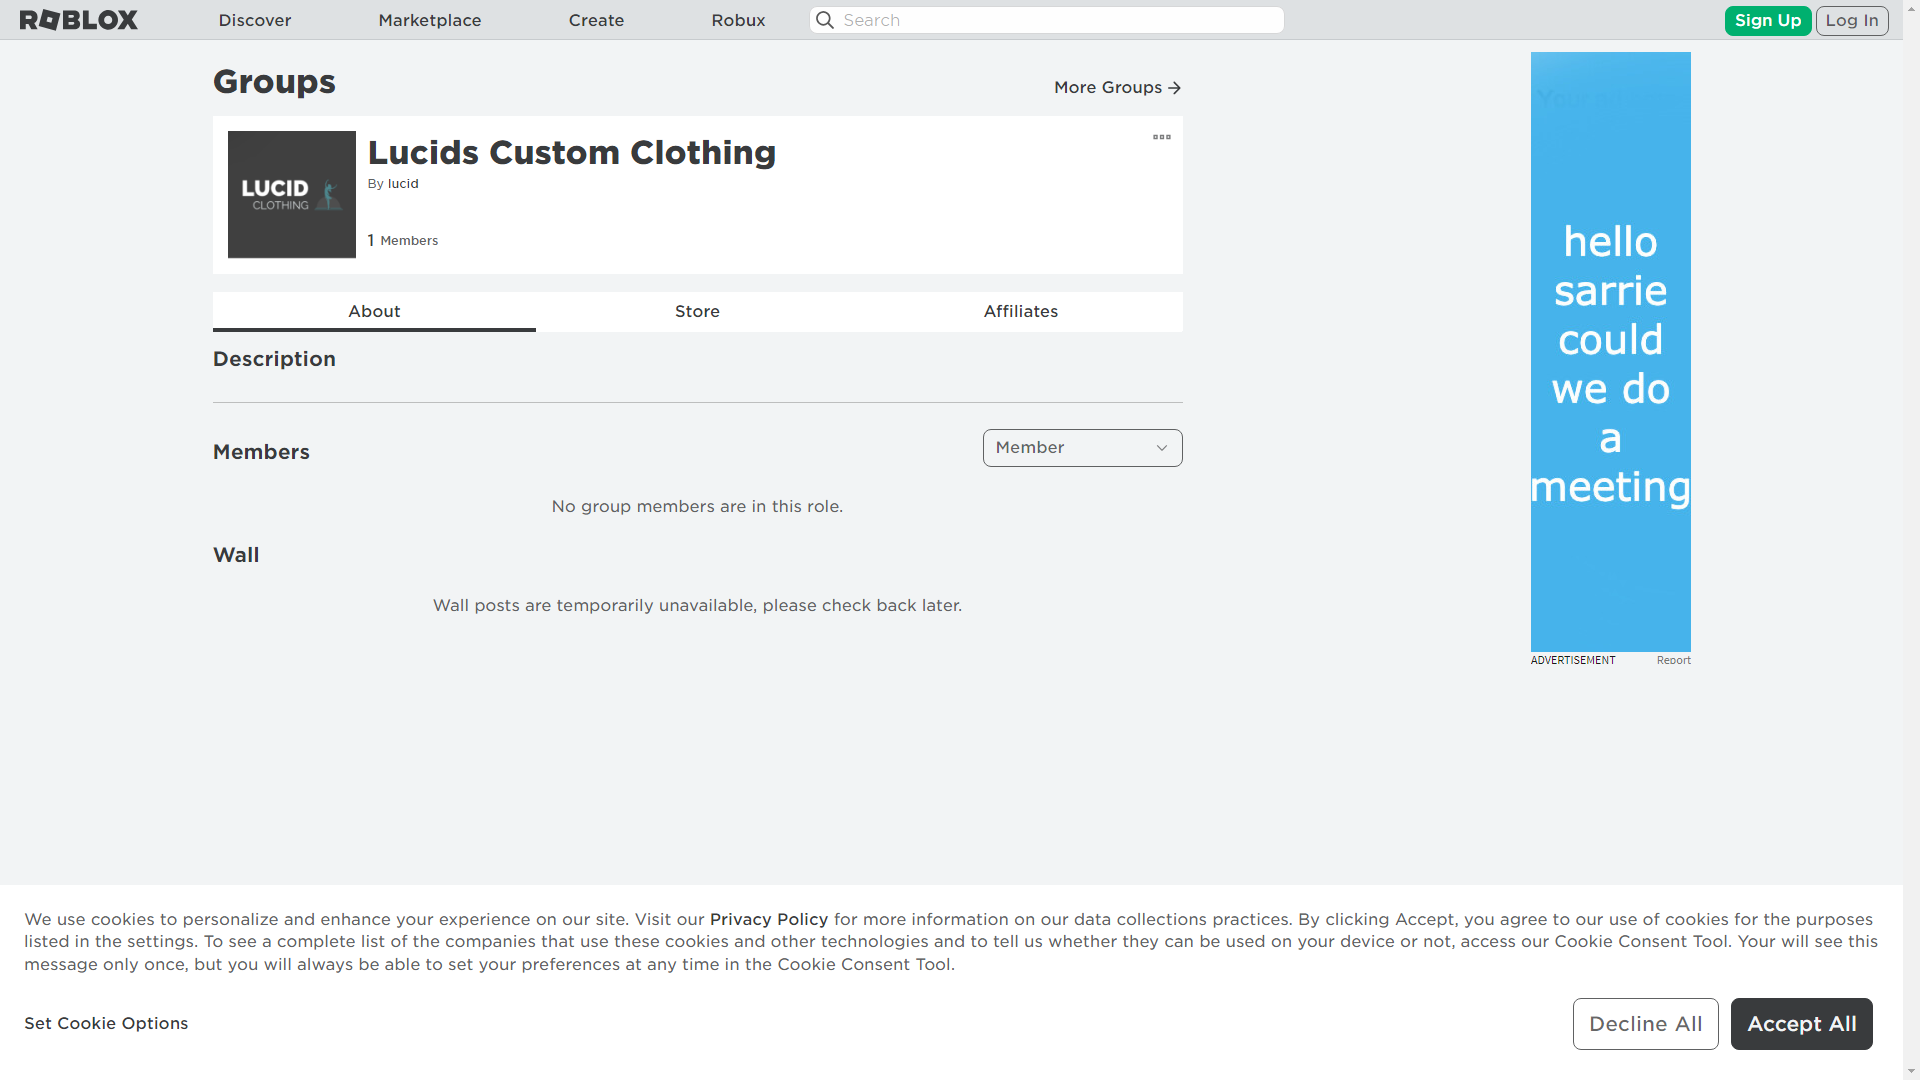 ROBLOX
Discover
Marketplace
Create
Robux
Search
Sign Up
Log In
Groups
More Groups
LUCID
CLOTHING
Lucids Custom Clothing
By lucid
1 Members
About
Store
Affiliates
Description
Members
Member
No group members are in this role.
Wall
Wall posts are temporarily unavailable, please check back later.
hello
sarrie
could
we do
a
meeting
ADVERTISEMENT
Report
We use cookies to personalize and enhance your experience on our site. Visit our Privacy Policy for more information on our data collections practices. By clicking Accept, you agree to our use of cookies for the purposes
listed in the settings. To see a complete list of the companies that use these cookies and other technologies and to tell us whether they can be used on your device or not, access our Cookie Consent Tool. Your will see this
message only once, but you will always be able to set your preferences at any time in the Cookie Consent Tool.
Set Cookie Options
Decline All
Accept All